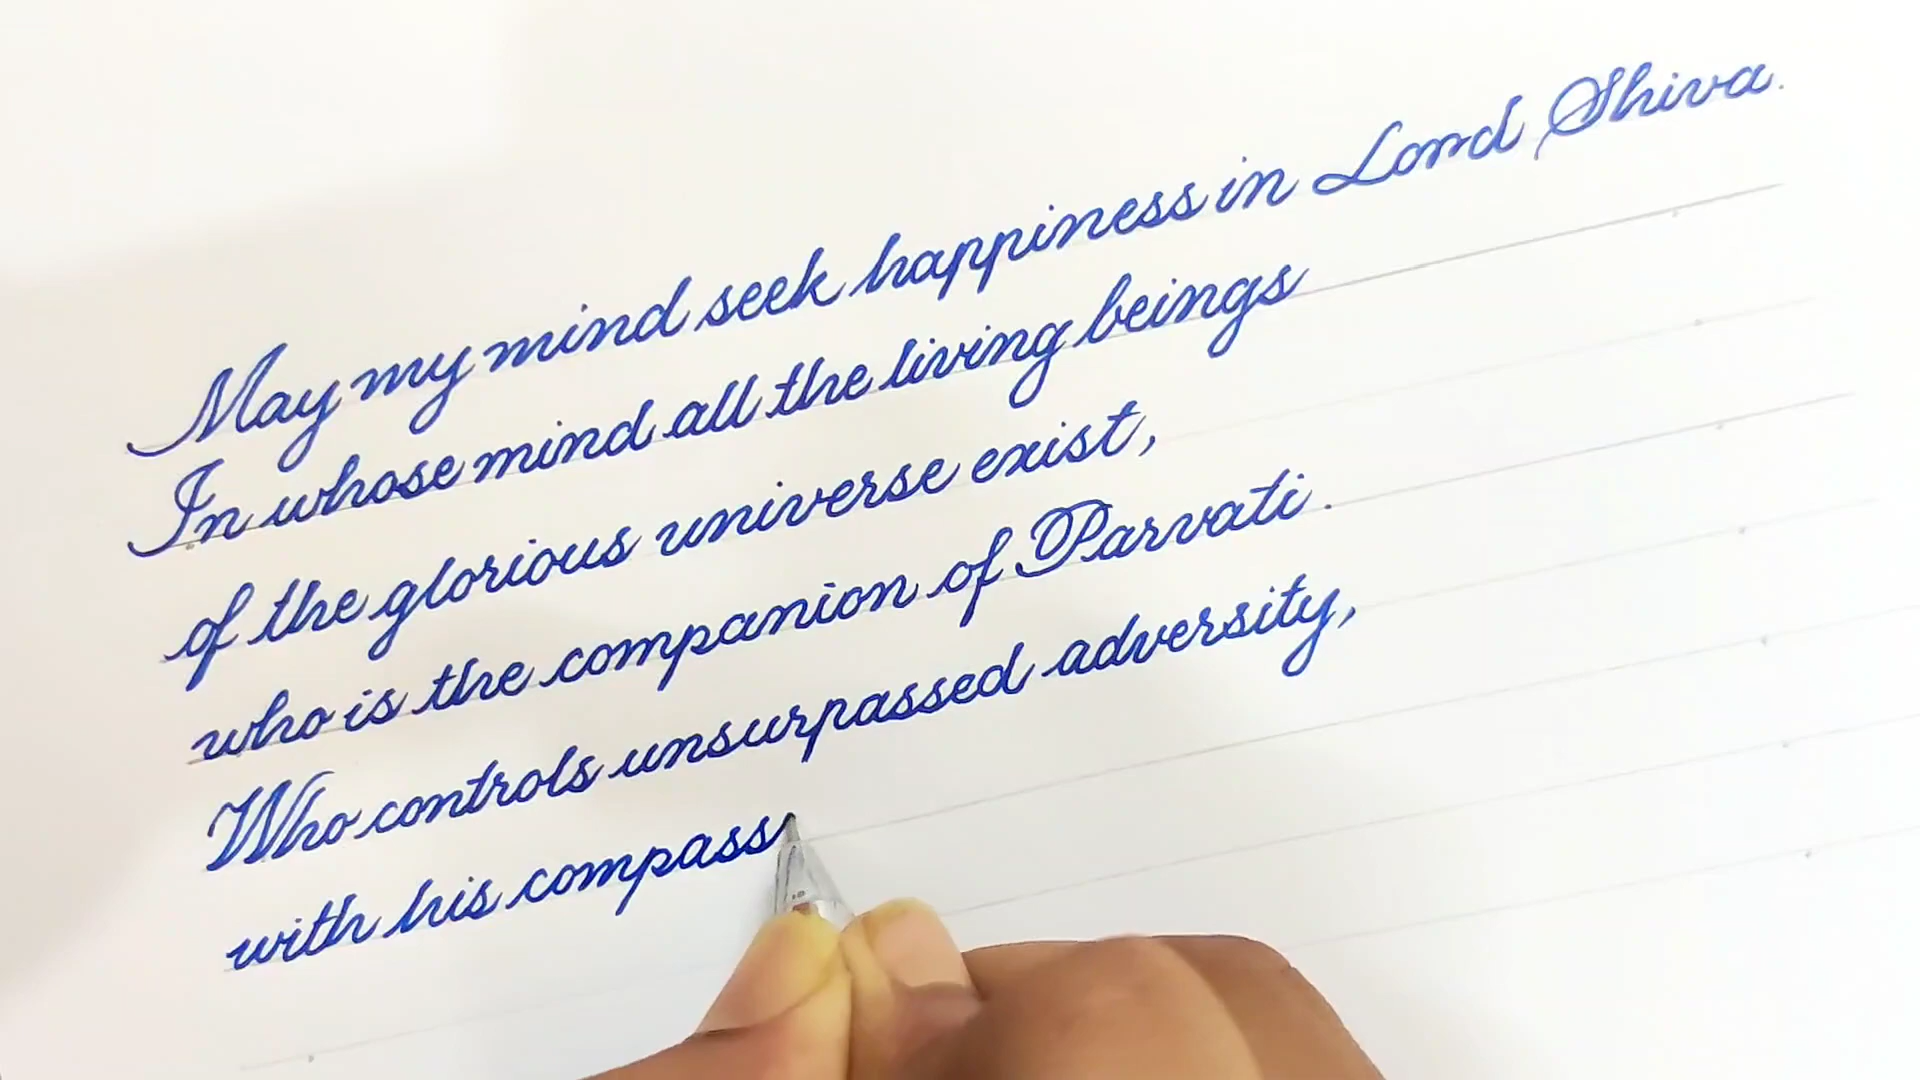 May my mind seek happiness in Lord Shiva.
In whose mind all the living beings
of the glorious universe exist,
who is the companion of Parvati.
Who controls unsurpassed adversity,
with his compass